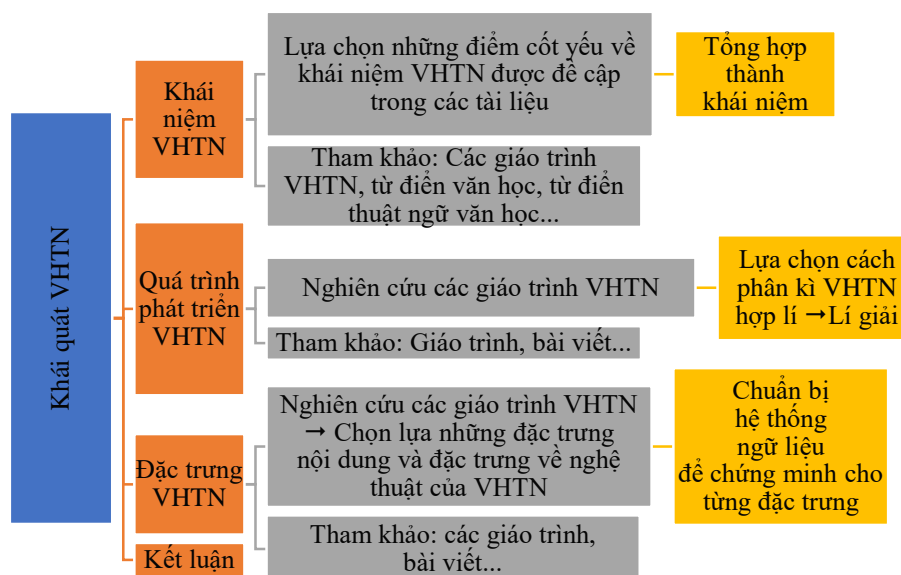 Khái quát VHTN
Khái
niệm
VHTN
Lựa chọn những điểm cốt yếu về
khái niệm VHTN được đề cập
trong các tài liệu
Tổng hợp
thành
khái niệm
Tham khảo: Các giáo trình
VHTN, từ điển văn học, từ điển
thuật ngữ văn học...
Quá trình
phát triển
VHTN
Nghiên cứu các giáo trình VHTN
Lựa chọn cách
phân kì VHTN
hợp lí →Lí giải
Tham khảo: Giáo trình, bài viết...
Đặc trưng
VHTN
Nghiên cứu các giáo trình VHTN
→ Chọn lựa những đặc trưng
nội dung và đặc trưng về nghệ
thuật của VHTN
Chuẩn bị
hệ thống
ngữ liệu
để chứng minh cho
từng đặc trưng
Tham khảo: các giáo trình,
bài viết...
Kết luận